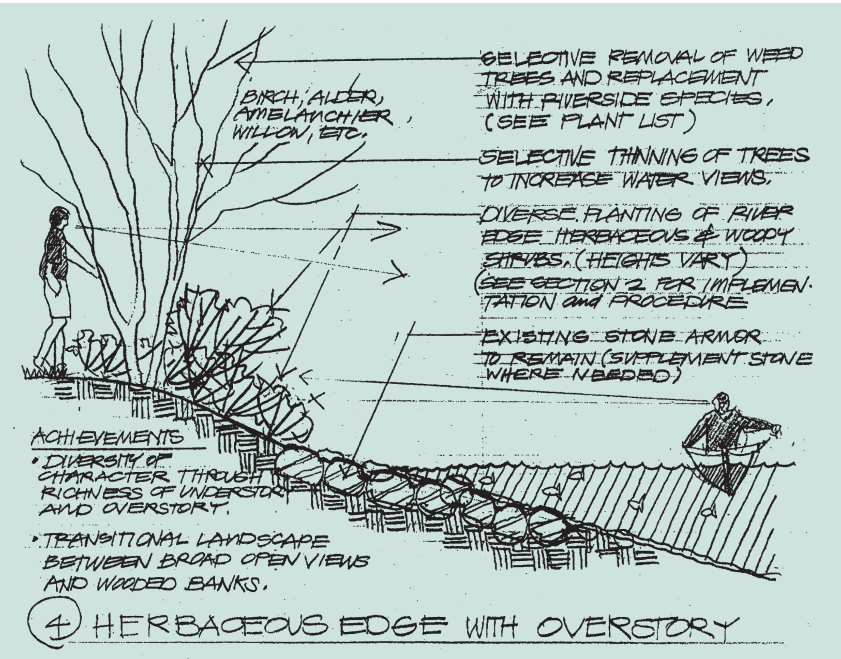 SELECTIVE REMOVAL OF WEED
TREES AND REPLACEMENT
WITH RIVERSIDE SPECIES.
(SEE PLANT LIST)
BIRCH, ALDER,
AMELANCHIER,
WILLOW, ETC.
SELECTIVE THINNING OF TREES
to INCREASE WATER VIEWS.
DIVERSE PLANTING OF RIVER
EDGE HERBACEOUS & WOODY
SHRUBS. (HEIGHTS VARY)
(SEE SECTION 2 FOR IMPLEMEN-
TATION and PROCEDURE
EXISTING STONE ARMOR
TO REMAIN (SUPPLEMENT STONE
WHERE NEEDED)
ACHIEVEMENTS
• DIVERSITY OF
CHARACTER THROUGH
RICHNESS OF UNDERSTORY
AND OVERSTORY.
• TRANSITIONAL LANDSCAPE
BETWEEN BROAD OPEN VIEWS
AND WOODED BANKS.
4 HERBACEOUS EDGE WITH OVERSTORY